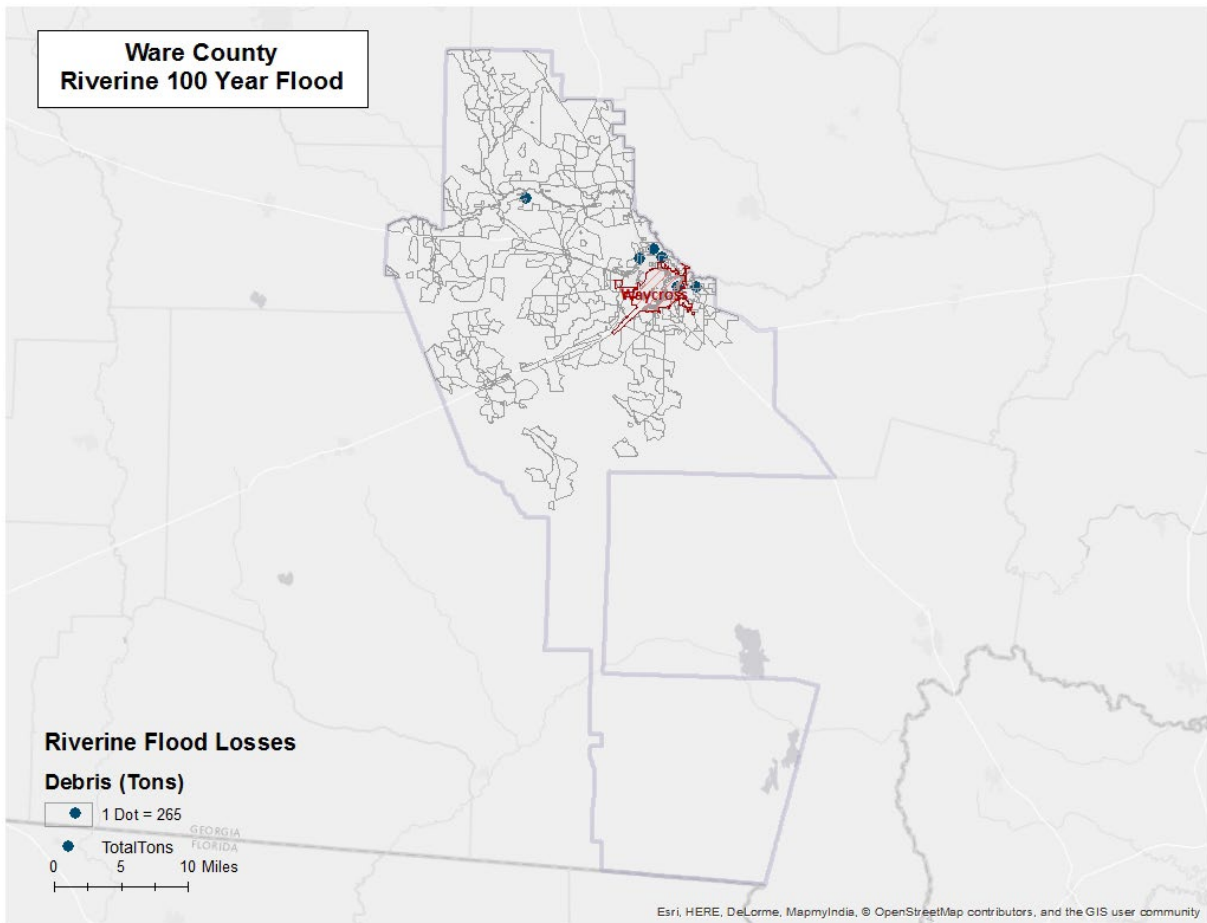 Ware County
Riverine 100 Year Flood
Waycross
Riverine Flood Losses
Debris (Tons)
1 Dot = 265
TotalTons
GEORGIA
FLORIDA
0 5 10 Miles
Esri, HERE, DeLorme, MapmyIndia, © OpenStreetMap contributors, and the GIS user community